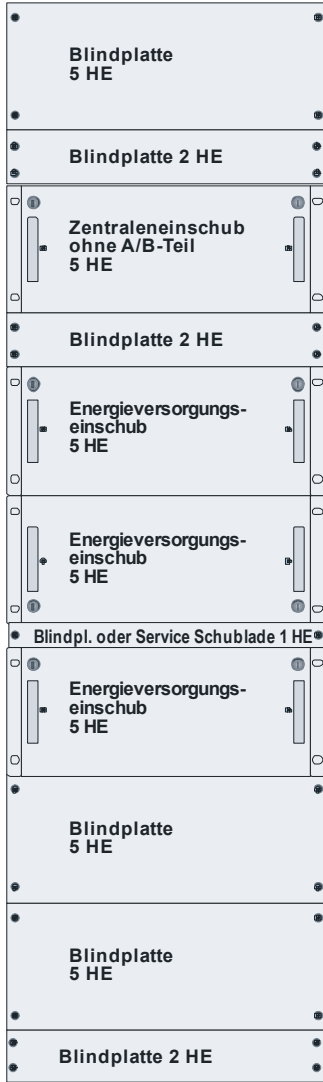 Blindplatte
5 HE
Blindplatte 2 HE
Zentraleneinschub
ohne A/B-Teil
5 HE
Blindplatte 2 HE
Energieversorgungs-
einschub
5 HE
Energieversorgungs-
einschub
5 HE
Blindpl. oder Service Schublade 1 HE
Energieversorgungs-
einschub
5 HE
Blindplatte
5 HE
Blindplatte
5 HE
Blindplatte 2 HE